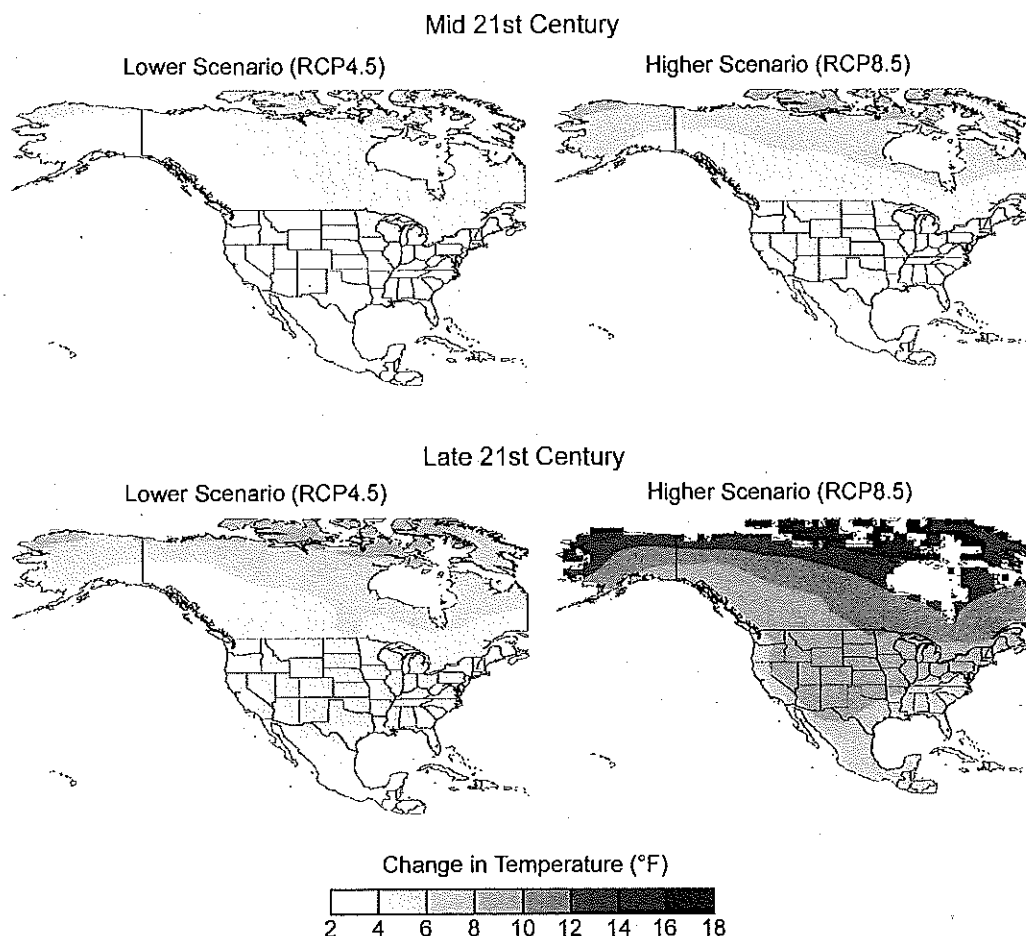 Mid 21st Century
Lower Scenario (RCP4.5)
Higher Scenario (RCP8.5)
Late 21st Century
Lower Scenario (RCP4.5)
Higher Scenario (RCP8.5)
Change in Temperature (°F)
2 4 6 8 10 12 14 16 18